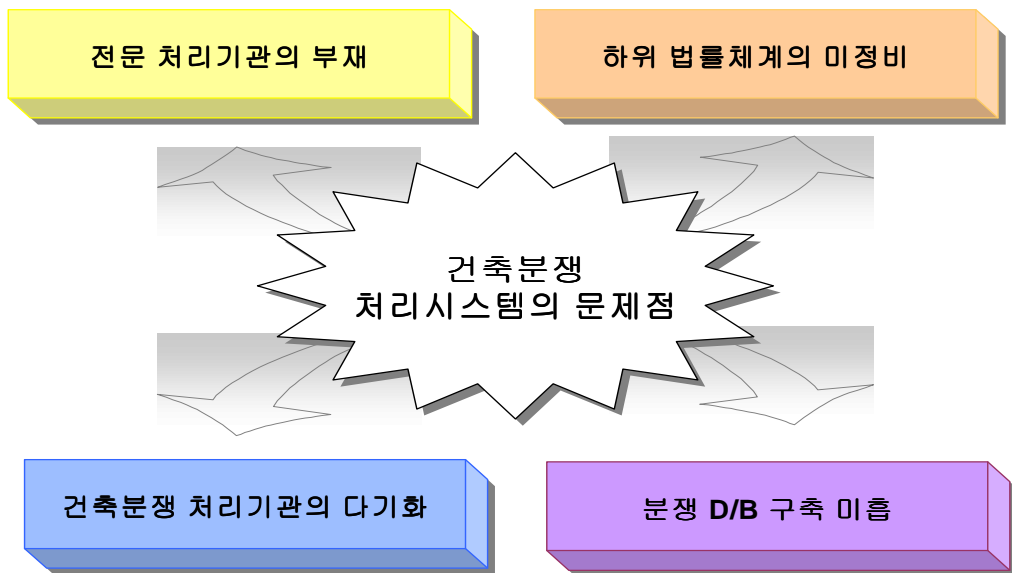 전문 처리기관의 부재
하위 법률체계의 미정비
건축분쟁
처리시스템의 문제점
건축분쟁 처리기관의 다기화
분쟁 D/B 구축 미흡